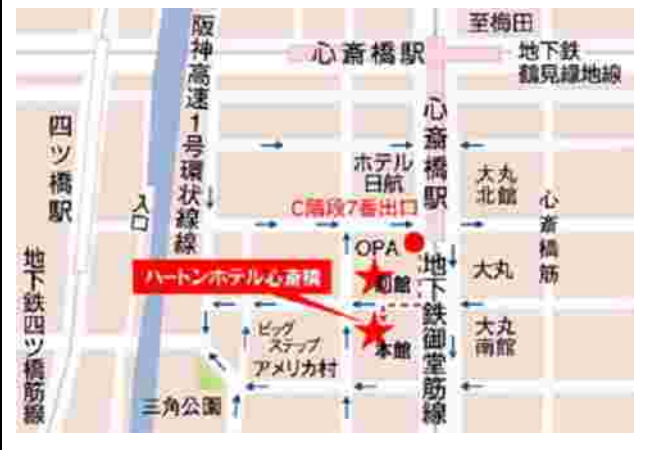 至梅田
心斎橋駅
地下鉄
鶴見緑地線
阪神高速1号環状線線
四ツ橋駅
心斎橋駅
ホテル
日航
大丸
北館
心斎橋筋
入口
C階段7番出口
OPA
地下鉄四ツ橋筋線
ハートンホテル心斎橋
別館
大丸
地下鉄御堂筋線
ビッグ
ステップ
本館
大丸
南館
アメリカ村
三角公園